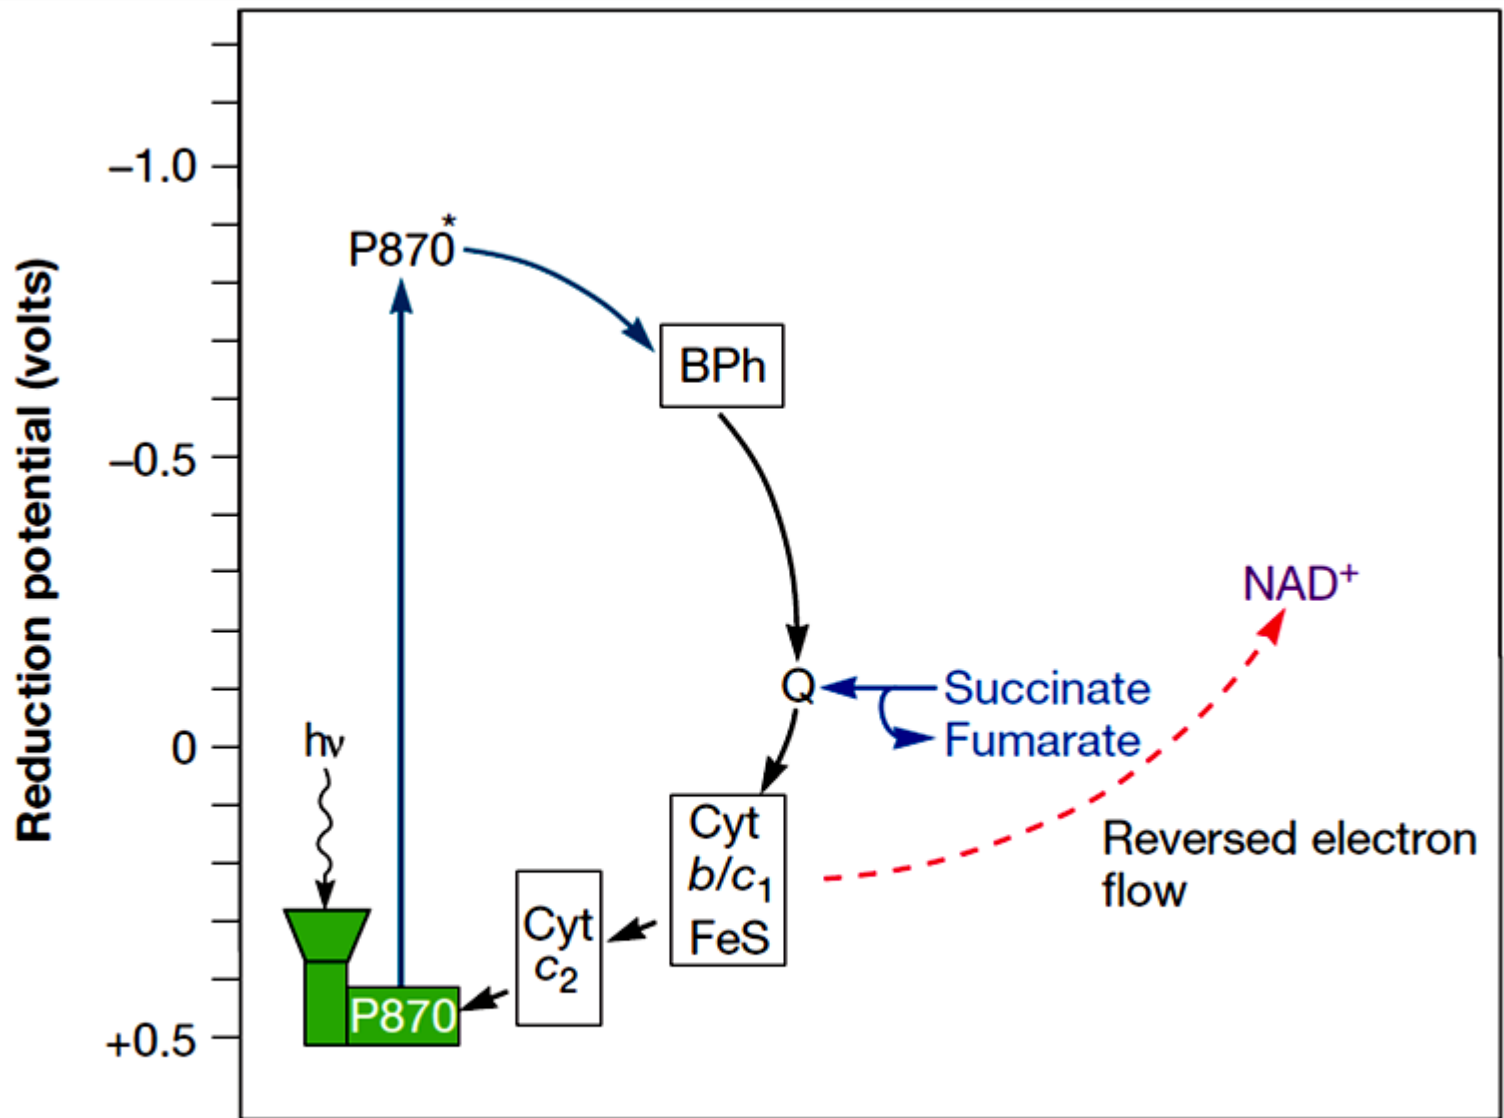 Reduction potential (volts)
–1.0
–0.5
0
+0.5
P870*
BPh
Q
Succinate
Fumarate
NAD⁺
hν
Cyt
b/c₁
FeS
Reversed electron
flow
Cyt
c₂
P870